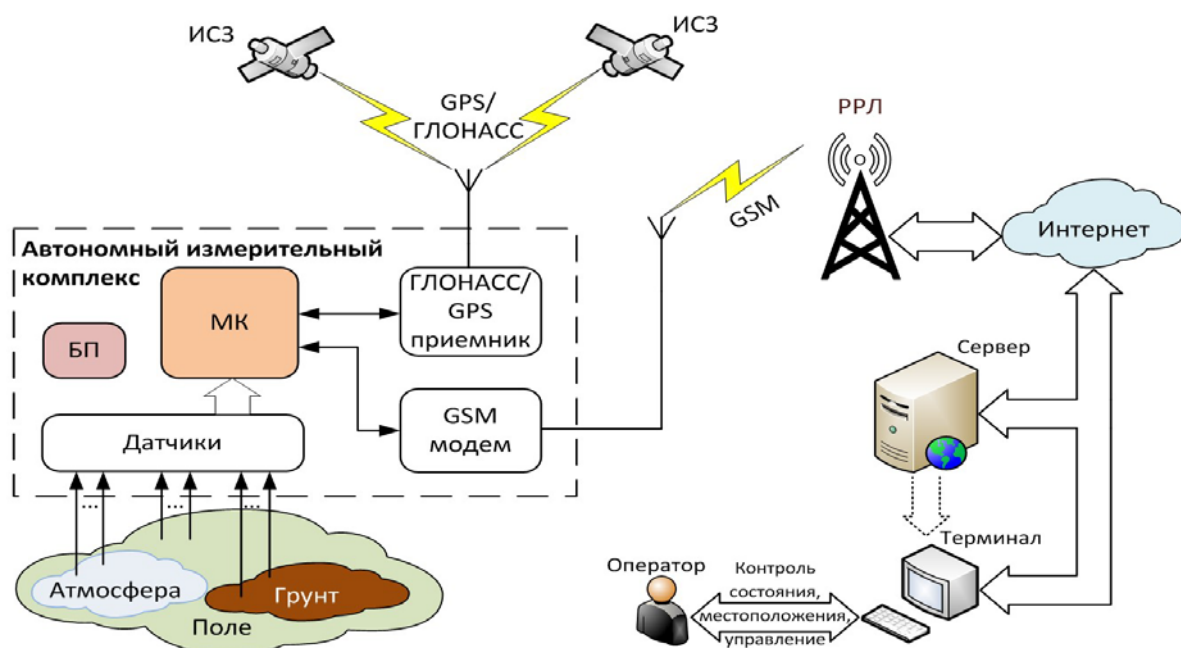 ИСЗ
ИСЗ
GPS/
ГЛОНАСС
РРЛ
GSM
Интернет
Автономный измерительный
комплекс
МК
ГЛОНАСС/
GPS
приемник
БП
Датчики
GSM
модем
Сервер
...
...
...
Атмосфера
Грунт
Поле
Терминал
Оператор
Контроль
состояния,
местоположения,
управление